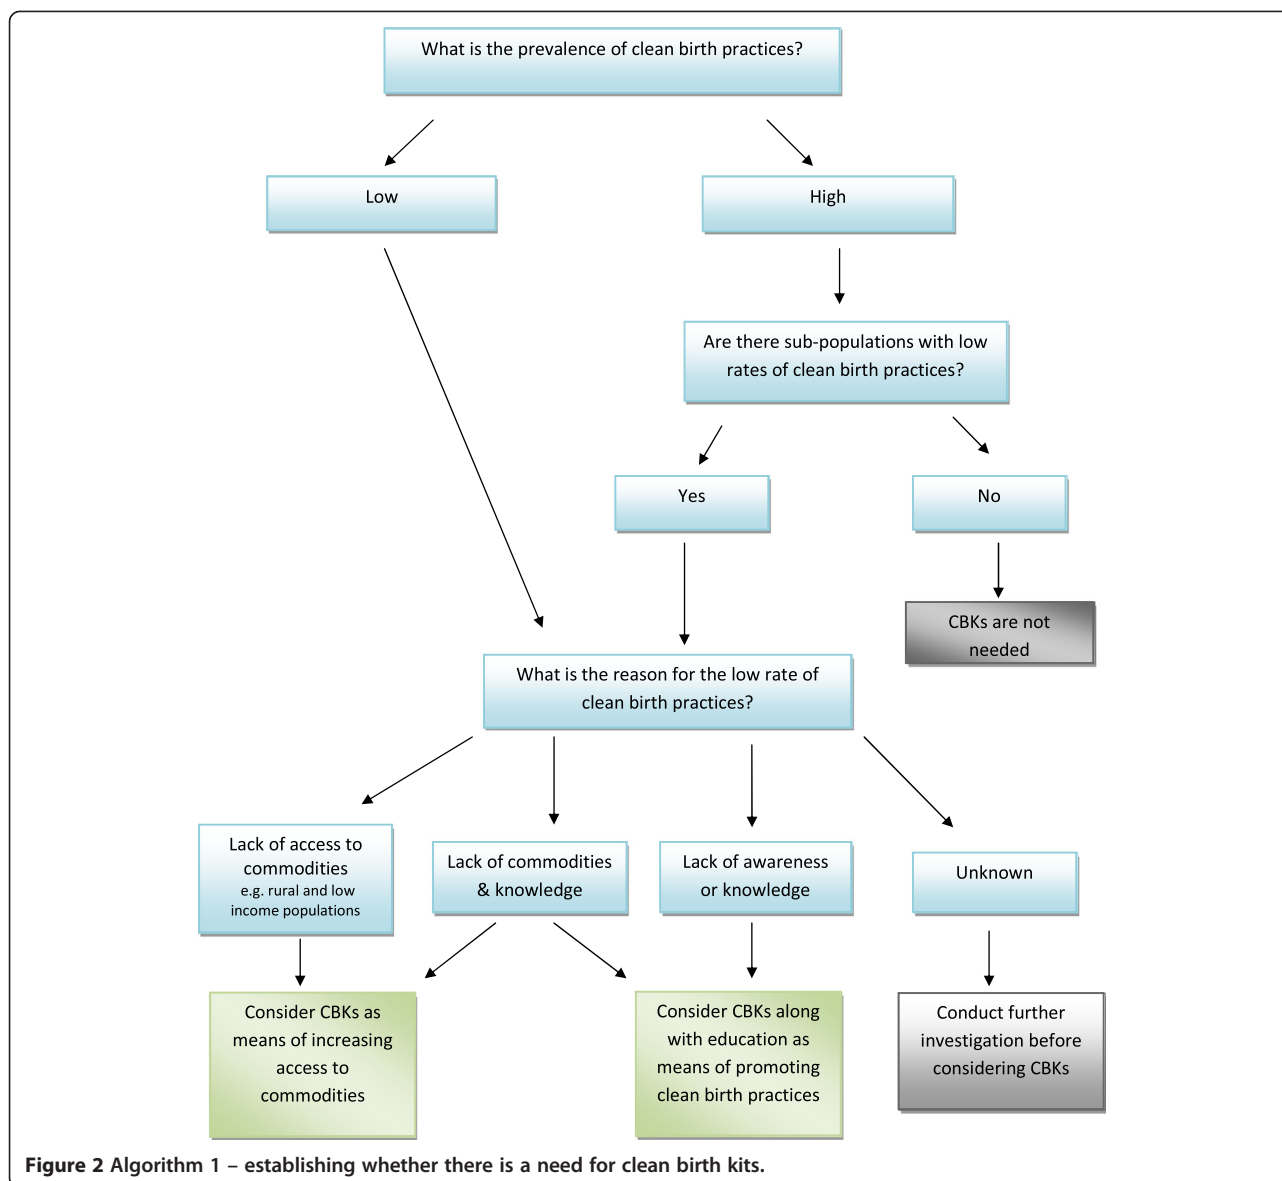 What is the prevalence of clean birth practices?
Low
High
Are there sub-populations with low
rates of clean birth practices?
Yes
No
CBKs are not
needed
What is the reason for the low rate of
clean birth practices?
Lack of access to
commodities
e.g. rural and low
income populations
Lack of commodities
& knowledge
Lack of awareness
or knowledge
Unknown
Consider CBKs as
means of increasing
access to
commodities
Consider CBKs along
with education as
means of promoting
clean birth practices
Conduct further
investigation before
considering CBKs
Figure 2 Algorithm 1 – establishing whether there is a need for clean birth kits.